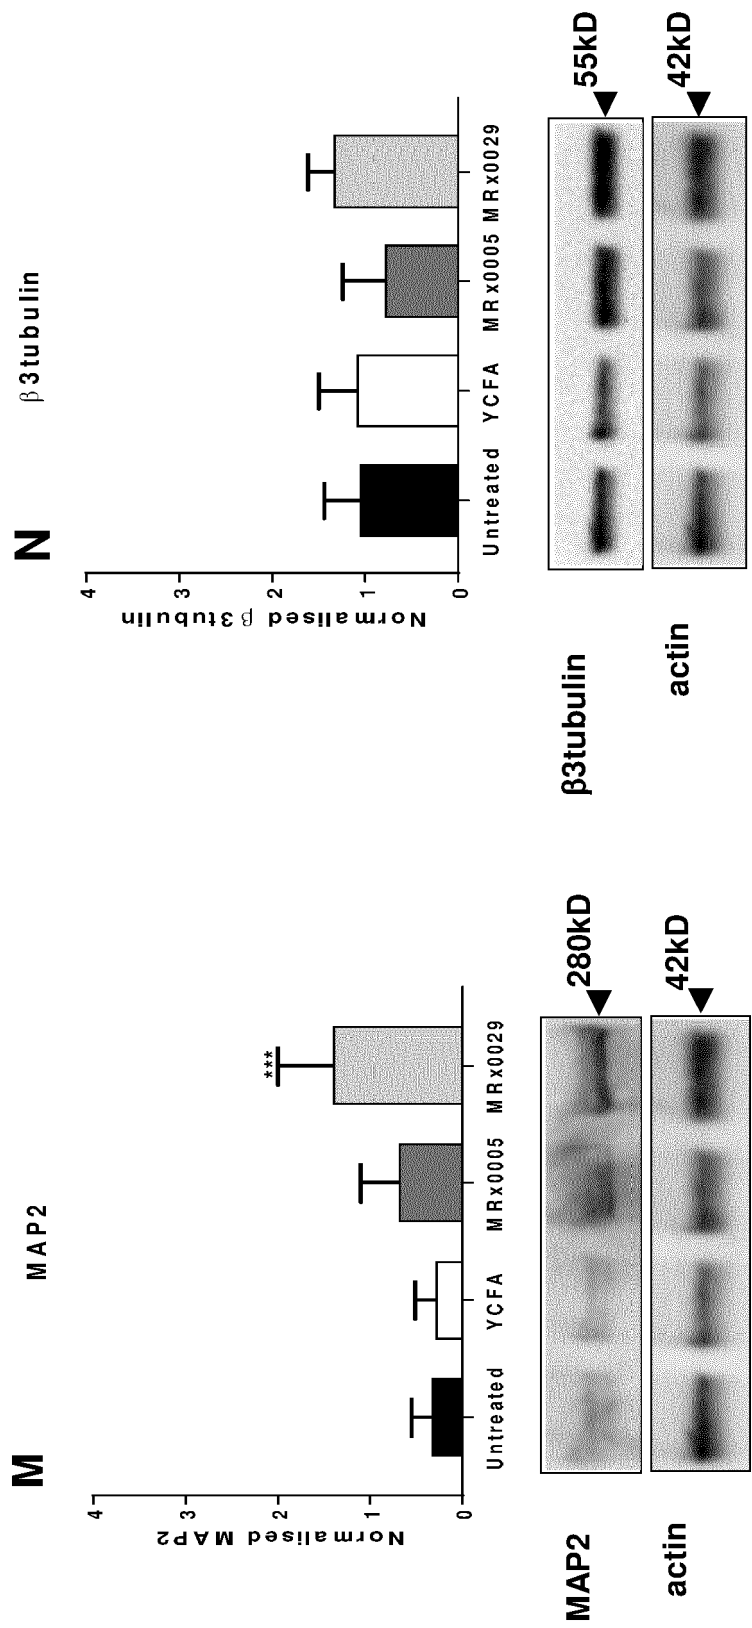 M
MAP2
Normalised MAP2
4
3
2
1
0
***
Untreated YCFA MRx0005 MRx0029
MAP2
280kD
actin
42kD
N
β3tubulin
Normalised β3tubulin
4
3
2
1
0
Untreated YCFA MRx0005 MRx0029
β3tubulin
55kD
actin
42kD